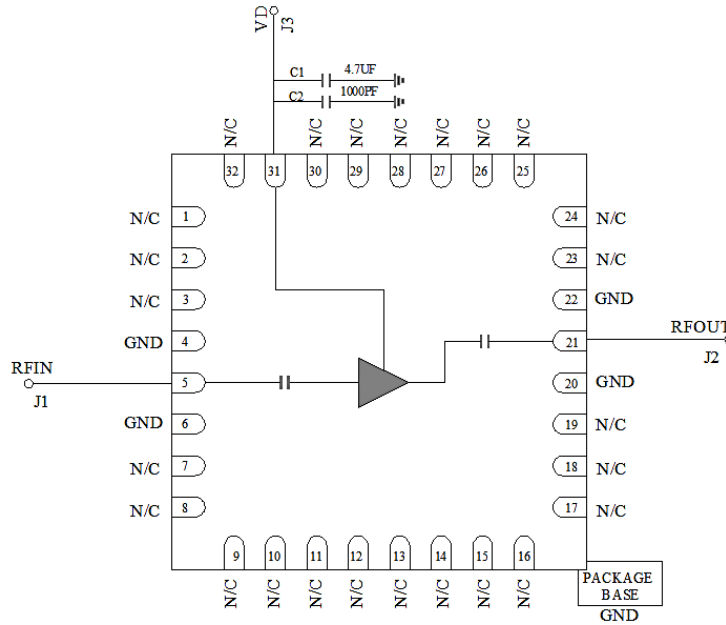 VD
J3
C1
4.7UF
C2
1000PF
N/C
N/C
N/C
N/C
N/C
N/C
N/C
32
31
30
29
28
27
26
25
N/C
1
24
N/C
N/C
2
23
N/C
N/C
3
22
GND
GND
4
21
RFOUT
J2
RFIN
J1
5
20
GND
GND
6
19
N/C
N/C
7
18
N/C
N/C
8
17
N/C
9
10
11
12
13
14
15
16
N/C
N/C
N/C
N/C
N/C
N/C
N/C
N/C
PACKAGE
BASE
GND